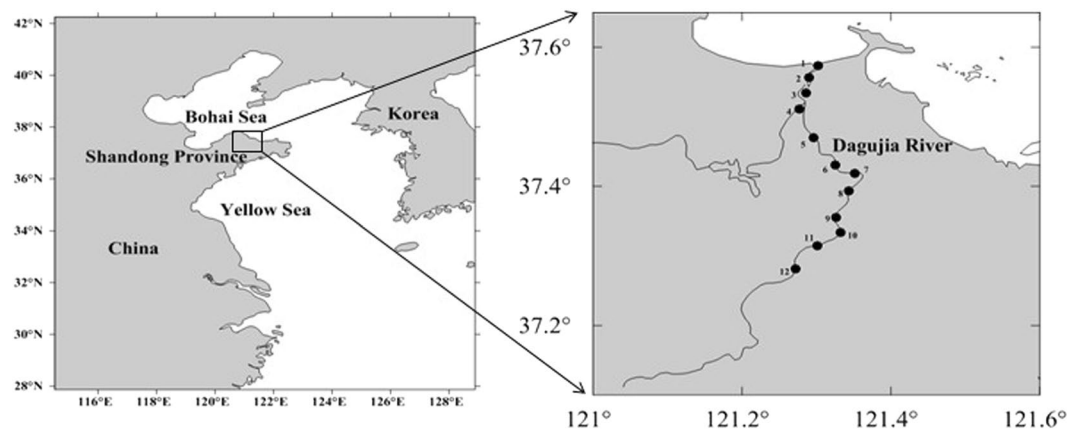 42°N
40°N
38°N
36°N
34°N
32°N
30°N
28°N
116°E
118°E
120°E
122°E
124°E
126°E
128°E
Bohai Sea
Korea
Shandong Province
Yellow Sea
China
37.6°
37.4°
37.2°
121°
121.2°
121.4°
121.6°
1
2
3
4
5
Dagujia River
6
7
8
9
10
11
12